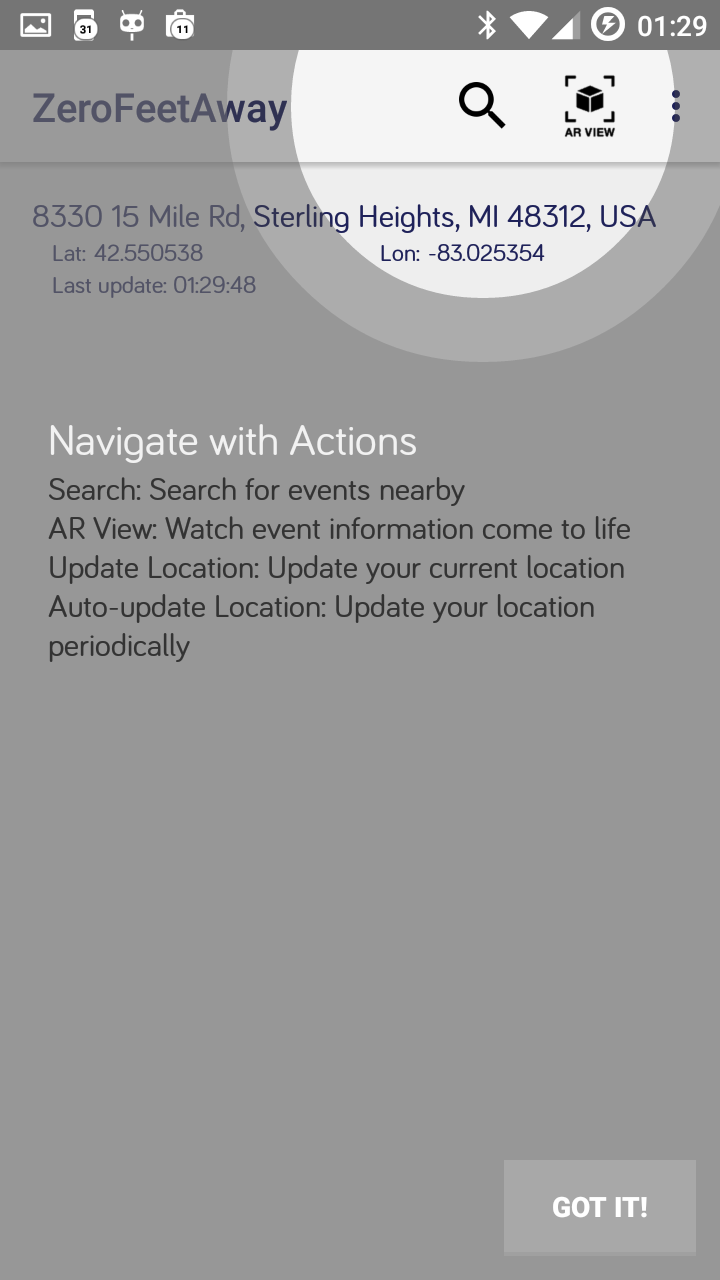 31
11
01:29
ZeroFeetAway
AR VIEW
8330 15 Mile Rd, Sterling Heights, MI 48312, USA
Lat: 42.550538 Lon: -83.025354
Last update: 01:29:48
Navigate with Actions
Search: Search for events nearby
AR View: Watch event information come to life
Update Location: Update your current location
Auto-update Location: Update your location
periodically
GOT IT!